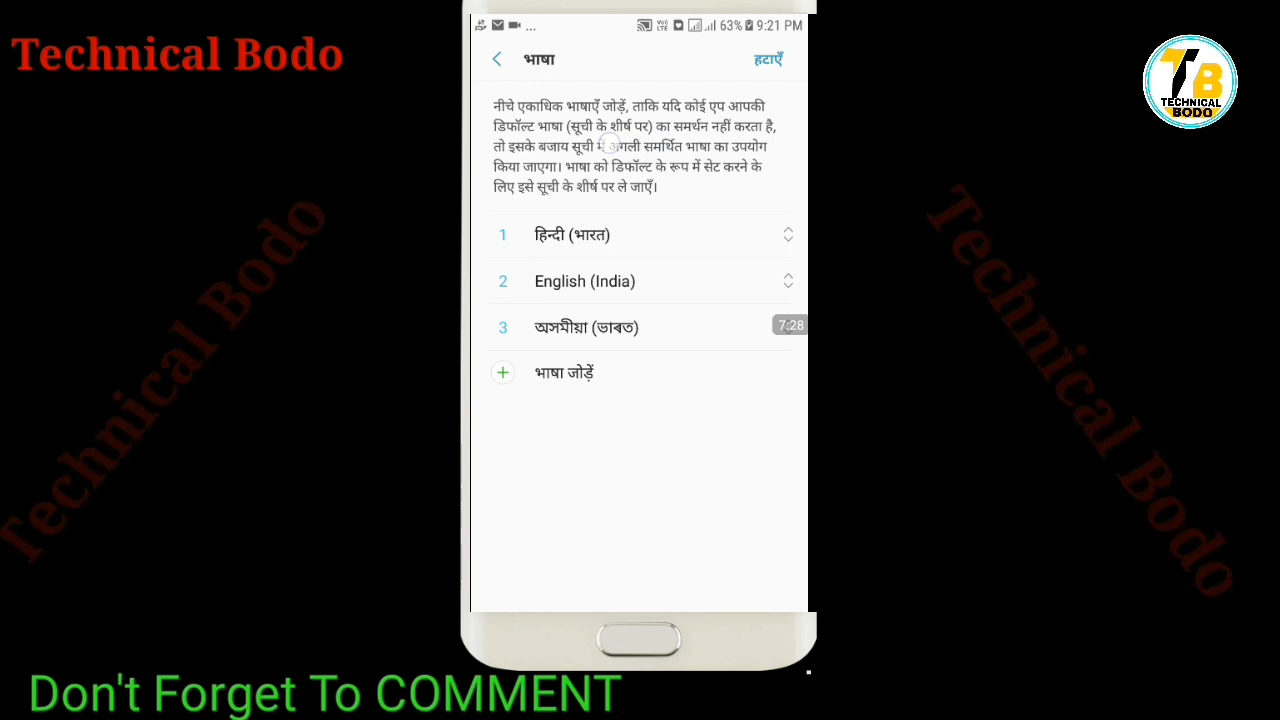 Technical Bodo
... 63% 9:21 PM
भाषा
हटाएँ
TB
TECHNICAL
BODO
नीचे एकाधिक भाषाएँ जोड़ें, ताकि यदि कोई एप आपकी
डिफॉल्ट भाषा (सूची के शीर्ष पर) का समर्थन नहीं करता है,
तो इसके बजाय सूची में अगली समर्थित भाषा का उपयोग
किया जाएगा। भाषा को डिफॉल्ट के रूप में सेट करने के
लिए इसे सूची के शीर्ष पर ले जाएँ।
1 हिन्दी (भारत)
2 English (India)
3 অসমীয়া (ভাৰত)
7:28
भाषा जोड़ें
Technical Bodo
Technical Bodo
Don't Forget To COMMENT